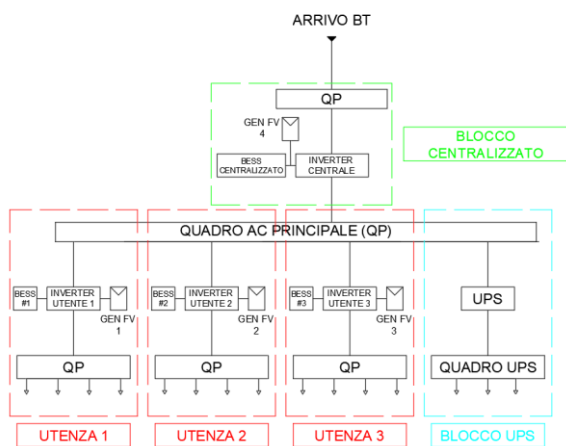 ARRIVO BT
QP
GEN FV
4
BESS
CENTRALIZZATO
INVERTER
CENTRALE
BLOCCO
CENTRALIZZATO
QUADRO AC PRINCIPALE (QP)
BESS
#1
INVERTER
UTENTE 1
GEN FV
1
BESS
#2
INVERTER
UTENTE 2
GEN FV
2
BESS
#3
INVERTER
UTENTE 3
GEN FV
3
UPS
QP
QP
QP
QUADRO UPS
UTENZA 1
UTENZA 2
UTENZA 3
BLOCCO UPS